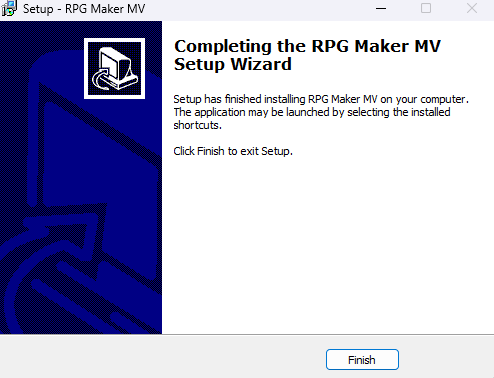 Setup - RPG Maker MV
Completing the RPG Maker MV
Setup Wizard
Setup has finished installing RPG Maker MV on your computer.
The application may be launched by selecting the installed
shortcuts.
Click Finish to exit Setup.
Finish